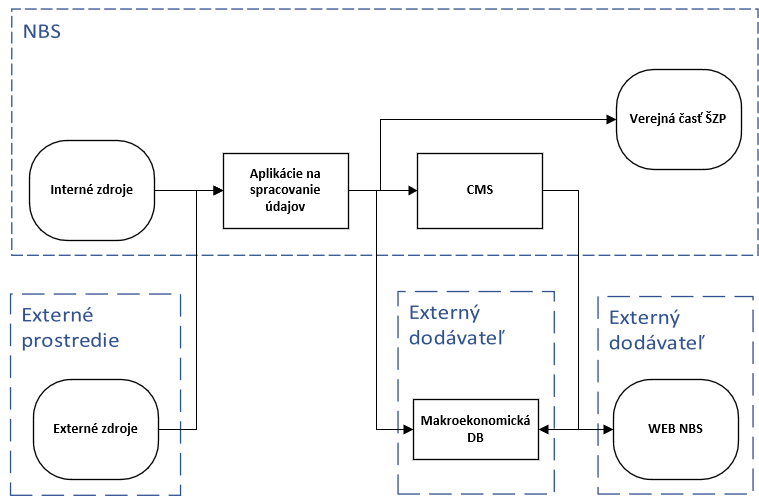 NBS
Verejná časť ŠZP
Interné zdroje
Aplikácie na
spracovanie
údajov
CMS
Externé
prostredie
Externé zdroje
Externý
dodávateľ
Makroekonomická
DB
Externý
dodávateľ
WEB NBS